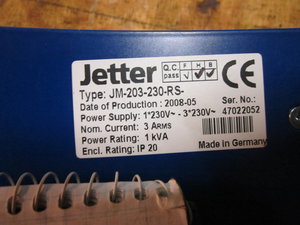 Jetter
Q.C. F H B
pass √ √ √
CE
Type: JM-203-230-RS-
Date of Production : 2008-05 Ser. No.:
Power Supply: 1*230V~ - 3*230V~ 47022052
Nom. Current: 3 ARMS
Power : 1 kVA
Encl. Rating: IP 20 Made in Germany